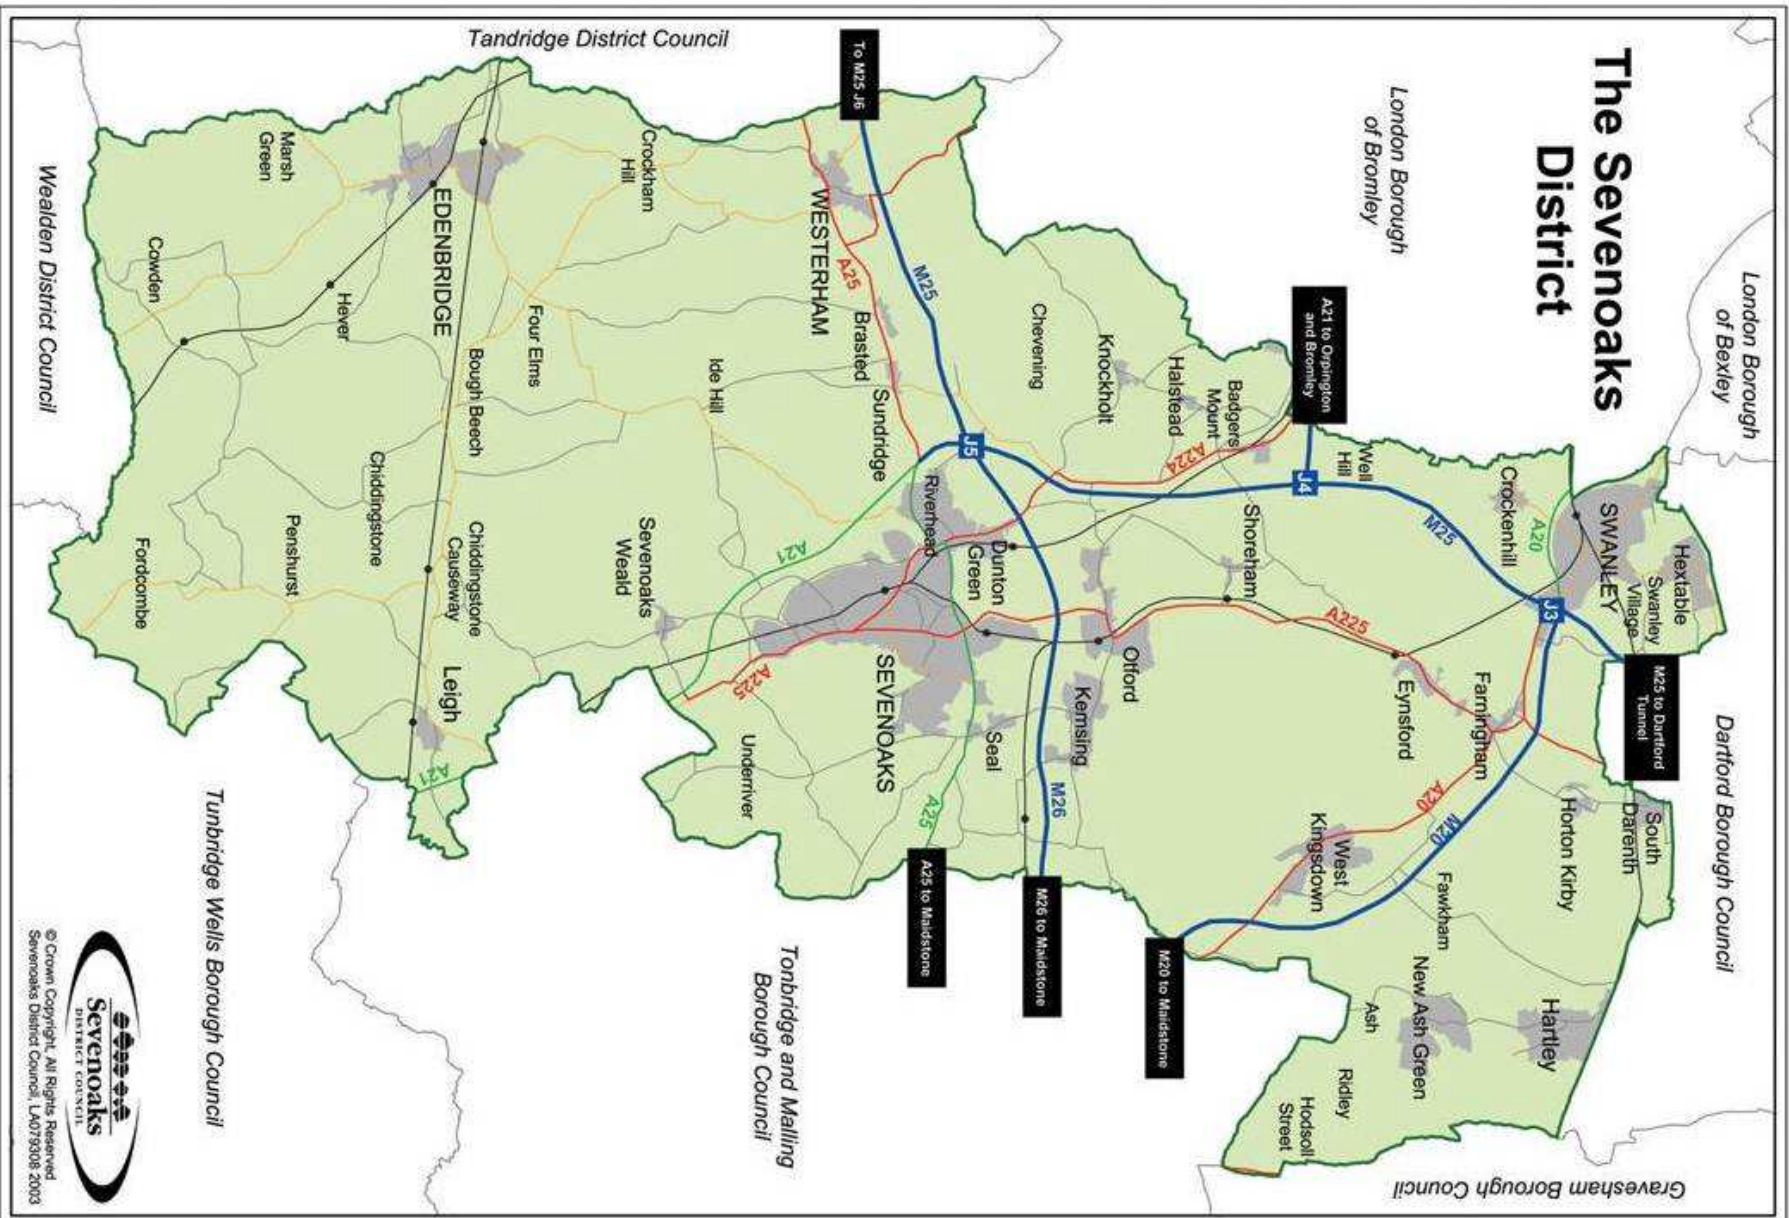 The Sevenoaks
District
London Borough
of Bexley
London Borough
of Bromley
Dartford Borough Council
Gravesham Borough Council
Tandridge District Council
Wealden District Council
Tunbridge Wells Borough Council
Tonbridge and Malling
Borough Council
Hextable
Swanley
Village
SWANLEY
M25 to Dartford
Tunnel
J3
A20
Crockenhill
South
Darenth
Horton Kirby
Hartley
Farningham
M25
A20
M20
Fawkham
New Ash Green
Eynsford
Well
Hill
J4
A21 to Orpington
and Bromley
A225
West
Kingsdown
Ash
Ridley
Hodsoll
Street
Shoreham
Badgers
Mount
A224
Halstead
M20 to Maidstone
Knockholt
Otford
Kemsing
Chevening
M26
M26 to Maidstone
J5
Dunton
Green
Seal
M25
Riverhead
A25
A25 to Maidstone
Sundridge
SEVENOAKS
Brasted
A25
To M25 J6
WESTERHAM
A21
A225
Underriver
Ide Hill
Sevenoaks
Weald
Crockham
Hill
Four Elms
Bough Beech
Chiddingstone
Causeway
Leigh
A21
EDENBRIDGE
Chiddingstone
Hever
Penshurst
Marsh
Green
Cowden
Fordcombe
Sevenoaks
DISTRICT COUNCIL
© Crown Copyright, All Rights Reserved
Sevenoaks District Council, LA079308 2003